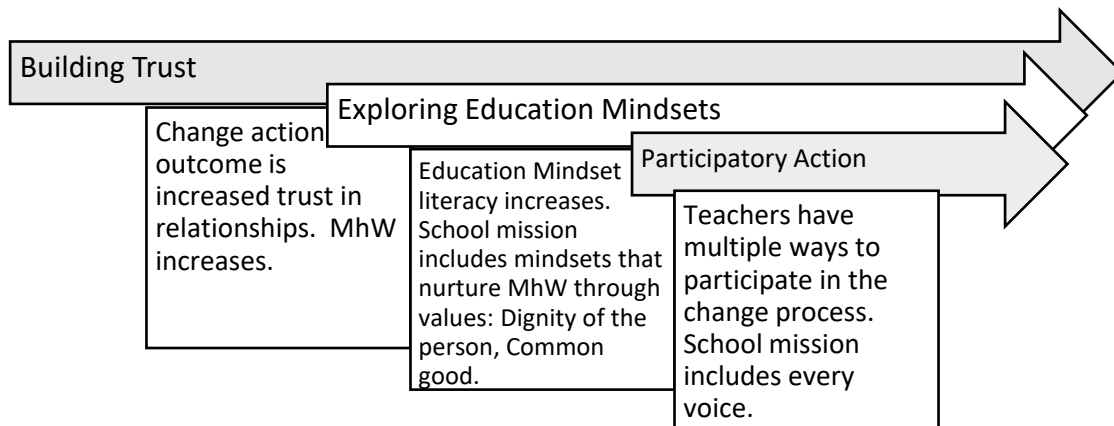 Building Trust
Change action
outcome is
increased trust in
relationships.  MhW
increases.
Exploring Education Mindsets
Education Mindset
literacy increases.
School mission
includes mindsets that
nurture MhW through
values: Dignity of the
person, Common
good.
Participatory Action
Teachers have
multiple ways to
participate in the
change process.
School mission
includes every
voice.